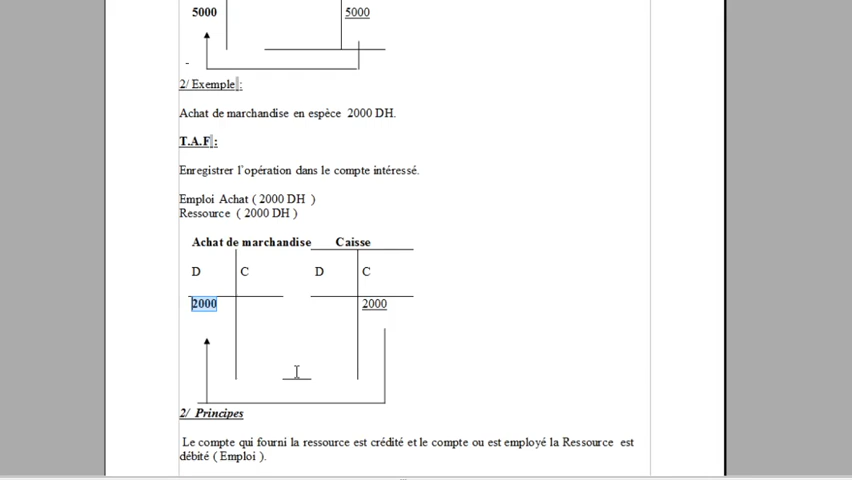 5000 5000
-
2/ Exemple :
Achat de marchandise en espèce 2000 DH.
T.A.F :
Enregistrer l'opération dans le compte intéressé.
Emploi Achat ( 2000 DH )
Ressource ( 2000 DH )
Achat de marchandise Caisse
D C D C
2000 2000
2/ Principes
Le compte qui fourni la ressource est crédité et le compte ou est employé la Ressource est
débité ( Emploi ).